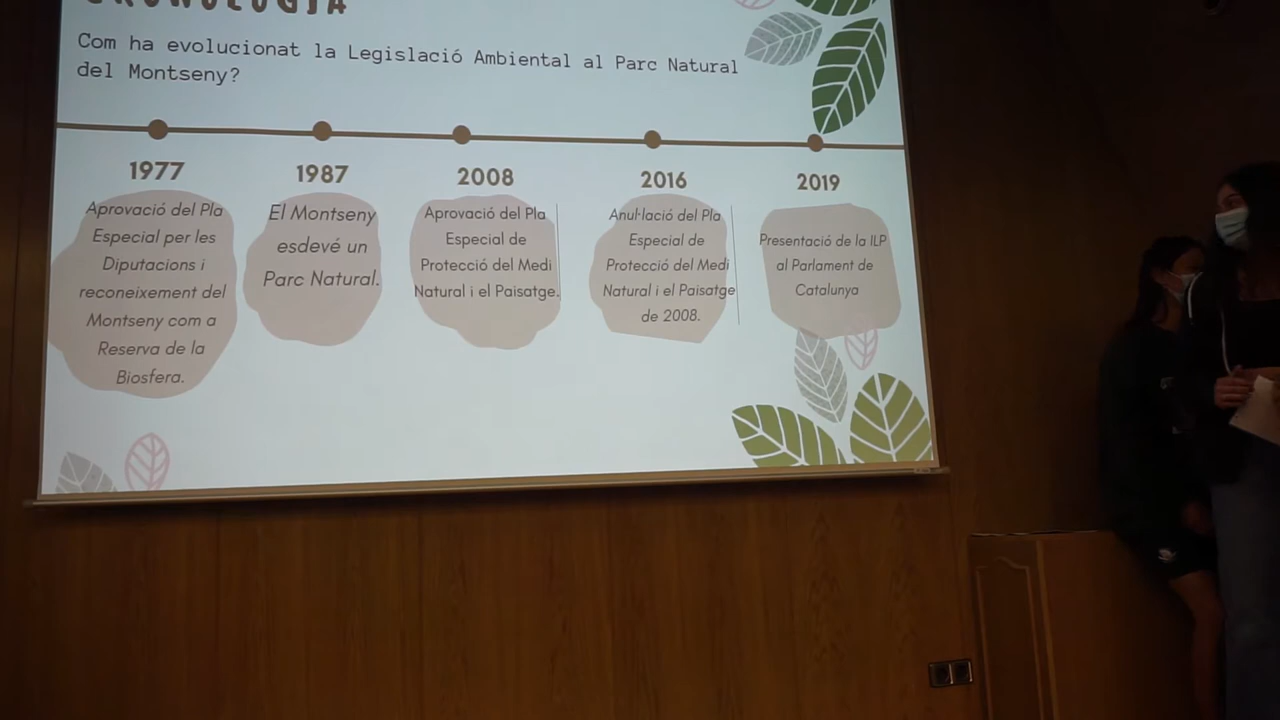 CRONOLOGIA
Com ha evolucionat la Legislació Ambiental al Parc Natural
del Montseny?
1977
Aprovació del Pla
Especial per les
Diputacions i
reconeixement del
Montseny com a
Reserva de la
Biosfera.
1987
El Montseny
esdevé un
Parc Natural.
2008
Aprovació del Pla
Especial de
Protecció del Medi
Natural i el Paisatge.
2016
Anul·lació del Pla
Especial de
Protecció del Medi
Natural i el Paisatge
de 2008.
2019
Presentació de la ILP
al Parlament de
Catalunya